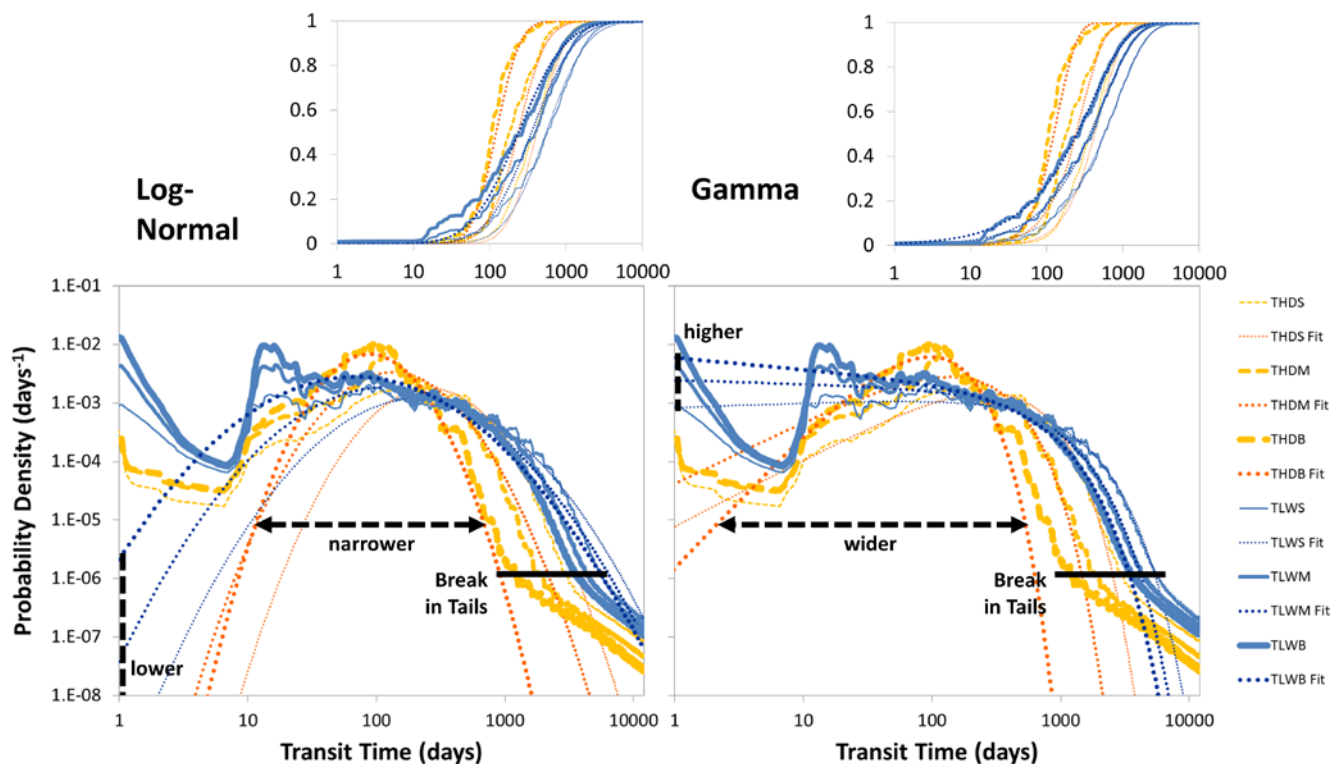 1
0.8
0.6
0.4
0.2
0
1 10 100 1000 10000
Log-
Normal
1
0.8
0.6
0.4
0.2
0
1 10 100 1000 10000
Gamma
Probability Density (days-1)
1.E-01
1.E-02
1.E-03
1.E-04
1.E-05
1.E-06
1.E-07
1.E-08
narrower
Break
in Tails
lower
1 10 100 1000 10000
Transit Time (days)
higher
wider
Break
in Tails
1 10 100 1000 10000
Transit Time (days)
THDS
THDS Fit
THDM
THDM Fit
THDB
THDB Fit
TLWS
TLWS Fit
TLWM
TLWM Fit
TLWB
TLWB Fit